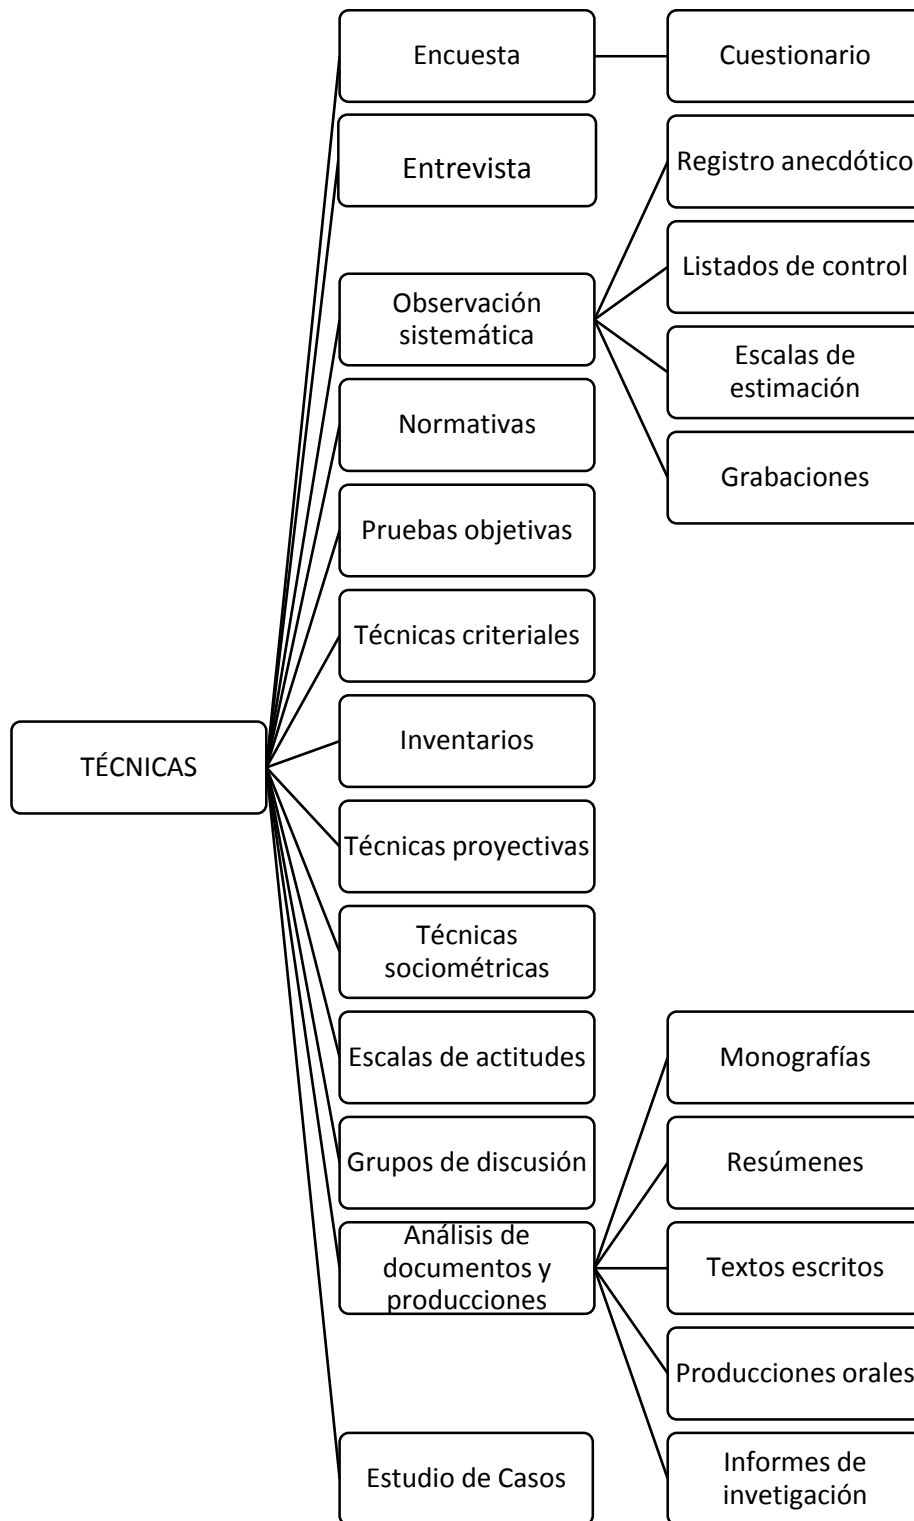 Encuesta
Cuestionario
Entrevista
Registro anecdótico
Listados de control
Observación
sistemática
Escalas de
estimación
Normativas
Grabaciones
Pruebas objetivas
Técnicas criteriales
Inventarios
TÉCNICAS
Técnicas proyectivas
Técnicas
sociométricas
Escalas de actitudes
Monografías
Grupos de discusión
Resúmenes
Análisis de
documentos y
producciones
Textos escritos
Producciones orales
Estudio de Casos
Informes de
invetigación